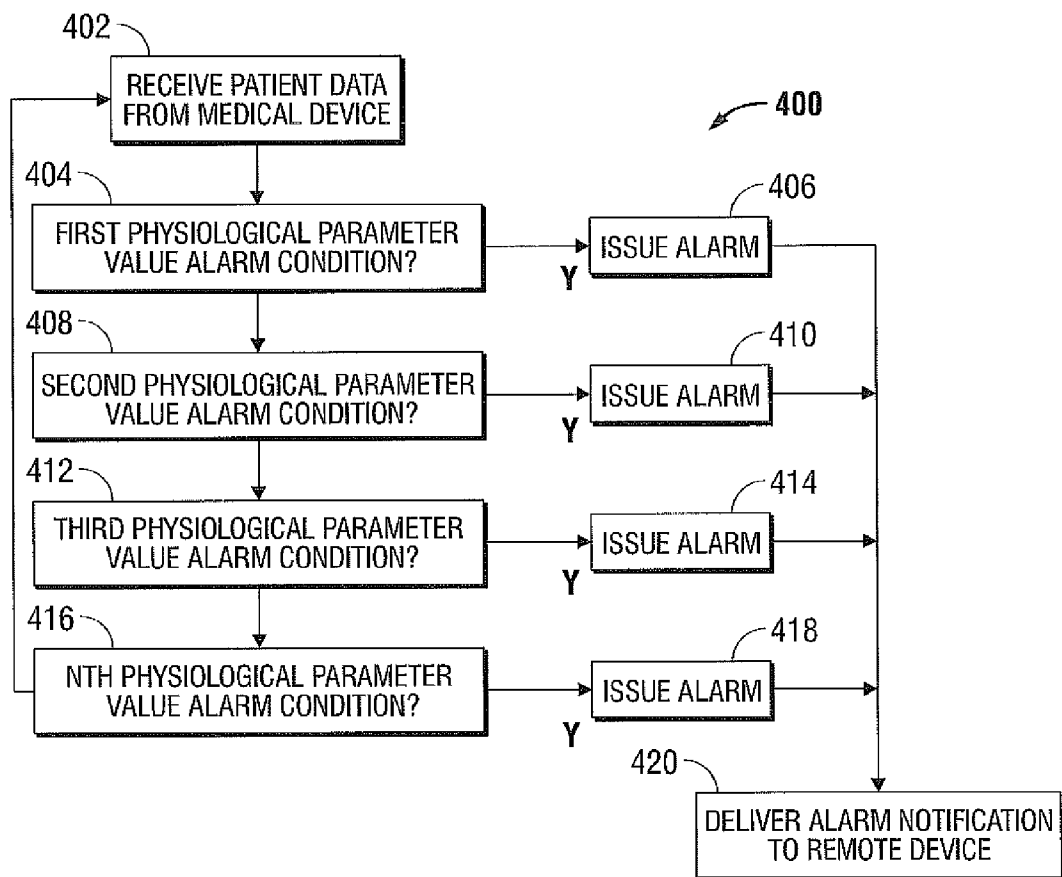 402
RECEIVE PATIENT DATA
FROM MEDICAL DEVICE
400
404
FIRST PHYSIOLOGICAL PARAMETER
VALUE ALARM CONDITION?
Y
406
ISSUE ALARM
408
SECOND PHYSIOLOGICAL PARAMETER
VALUE ALARM CONDITION?
Y
410
ISSUE ALARM
412
THIRD PHYSIOLOGICAL PARAMETER
VALUE ALARM CONDITION?
Y
414
ISSUE ALARM
416
NTH PHYSIOLOGICAL PARAMETER
VALUE ALARM CONDITION?
Y
418
ISSUE ALARM
420
DELIVER ALARM NOTIFICATION
TO REMOTE DEVICE